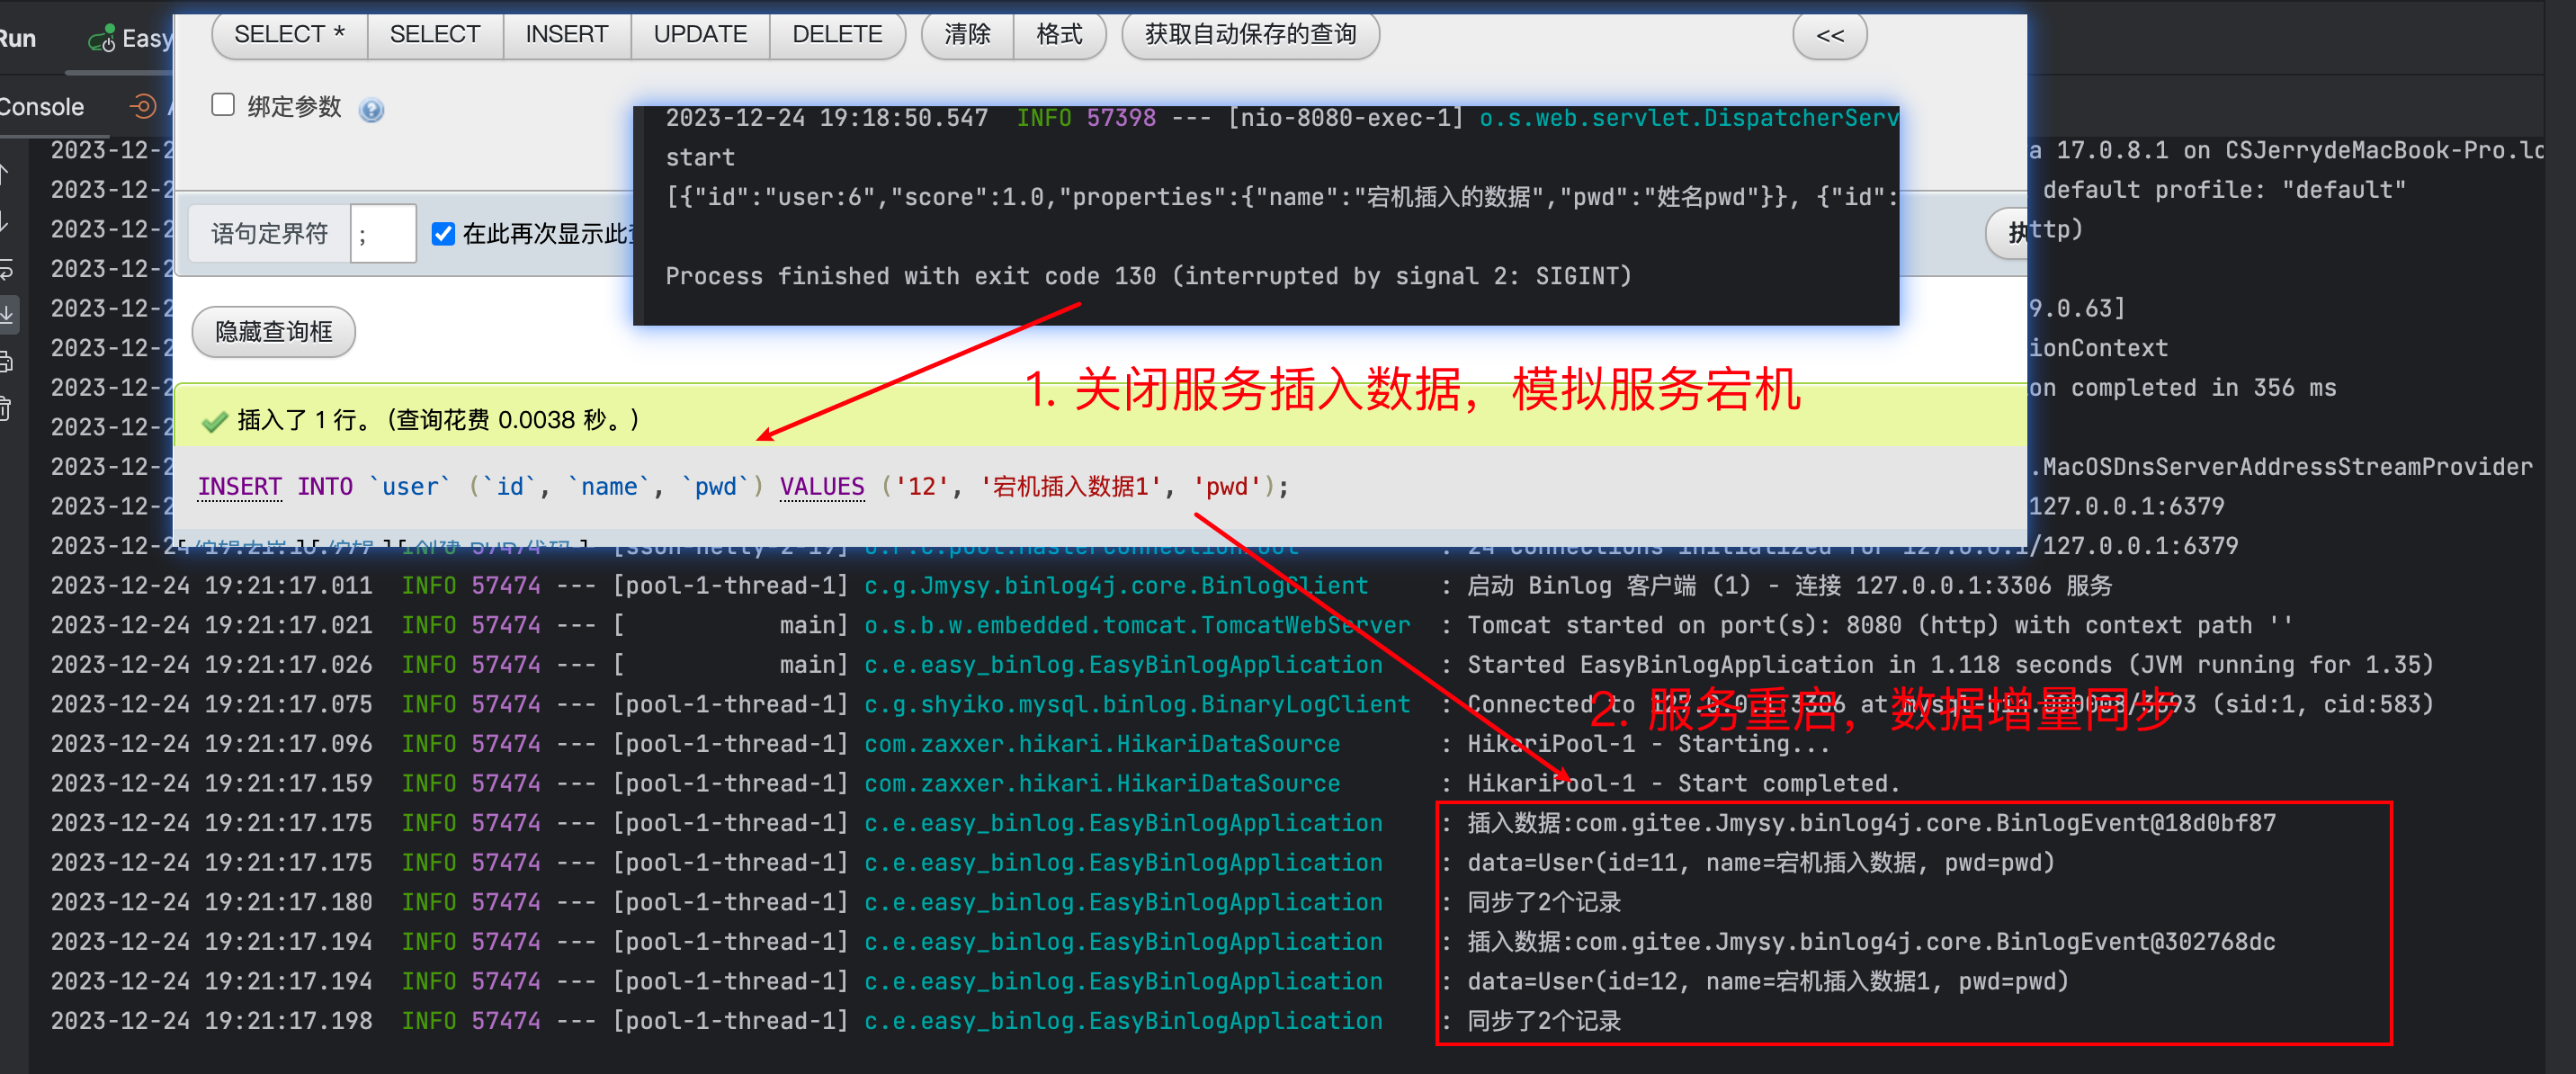 Run Easy
SELECT * SELECT INSERT UPDATE DELETE 清除 格式 获取自动保存的查询 <<
Console
绑定参数
2023-12-24 19:18:50.547 INFO 57398 --- [nio-8080-exec-1] o.s.web.servlet.DispatcherServ
start
[{"id":"user:6","score":1.0,"properties":{"name":"宕机插入的数据","pwd":"姓名pwd"}}, {"id":
Process finished with exit code 130 (interrupted by signal 2: SIGINT)
语句定界符 ; 在此再次显示此
执
隐藏查询框
1. 关闭服务插入数据，模拟服务宕机
插入了 1 行。 (查询花费 0.0038 秒。)
INSERT INTO `user` (`id`, `name`, `pwd`) VALUES ('12', '宕机插入数据1', 'pwd');
2023-12-2 a 17.0.8.1 on CSJerrydeMacBook-Pro.lo
2023-12-2 default profile: "default"
2023-12-2 ttp)
2023-12-2
2023-12-2 9.0.63]
2023-12-2 ionContext
2023-12-2 on completed in 356 ms
2023-12-2
2023-12-2 .MacOSDnsServerAddressStreamProvider
2023-12-2 127.0.0.1:6379
2023-12-24 /127.0.0.1:6379
2023-12-24 19:21:17.011 INFO 57474 --- [pool-1-thread-1] c.g.Jmysy.binlog4j.core.BinlogClient : 启动 Binlog 客户端 (1) - 连接 127.0.0.1:3306 服务
2023-12-24 19:21:17.021 INFO 57474 --- [ main] o.s.b.w.embedded.tomcat.TomcatWebServer : Tomcat started on port(s): 8080 (http) with context path ''
2023-12-24 19:21:17.026 INFO 57474 --- [ main] c.e.easy_binlog.EasyBinlogApplication : Started EasyBinlogApplication in 1.118 seconds (JVM running for 1.35)
2023-12-24 19:21:17.075 INFO 57474 --- [pool-1-thread-1] c.g.shyiko.mysql.binlog.BinaryLogClient : Connected to 127.0.0.1:3306 at (sid:1, cid:583)
2. 服务重启，数据增量同步
2023-12-24 19:21:17.096 INFO 57474 --- [pool-1-thread-1] com.zaxxer.hikari.HikariDataSource : HikariPool-1 - Starting...
2023-12-24 19:21:17.159 INFO 57474 --- [pool-1-thread-1] com.zaxxer.hikari.HikariDataSource : HikariPool-1 - Start completed.
2023-12-24 19:21:17.175 INFO 57474 --- [pool-1-thread-1] c.e.easy_binlog.EasyBinlogApplication : 插入数据:com.gitee.Jmysy.binlog4j.core.BinlogEvent@18d0bf87
2023-12-24 19:21:17.175 INFO 57474 --- [pool-1-thread-1] c.e.easy_binlog.EasyBinlogApplication : data=User(id=11, name=宕机插入数据, pwd=pwd)
2023-12-24 19:21:17.180 INFO 57474 --- [pool-1-thread-1] c.e.easy_binlog.EasyBinlogApplication : 同步了2个记录
2023-12-24 19:21:17.194 INFO 57474 --- [pool-1-thread-1] c.e.easy_binlog.EasyBinlogApplication : 插入数据:com.gitee.Jmysy.binlog4j.core.BinlogEvent@302768dc
2023-12-24 19:21:17.194 INFO 57474 --- [pool-1-thread-1] c.e.easy_binlog.EasyBinlogApplication : data=User(id=12, name=宕机插入数据1, pwd=pwd)
2023-12-24 19:21:17.198 INFO 57474 --- [pool-1-thread-1] c.e.easy_binlog.EasyBinlogApplication : 同步了2个记录